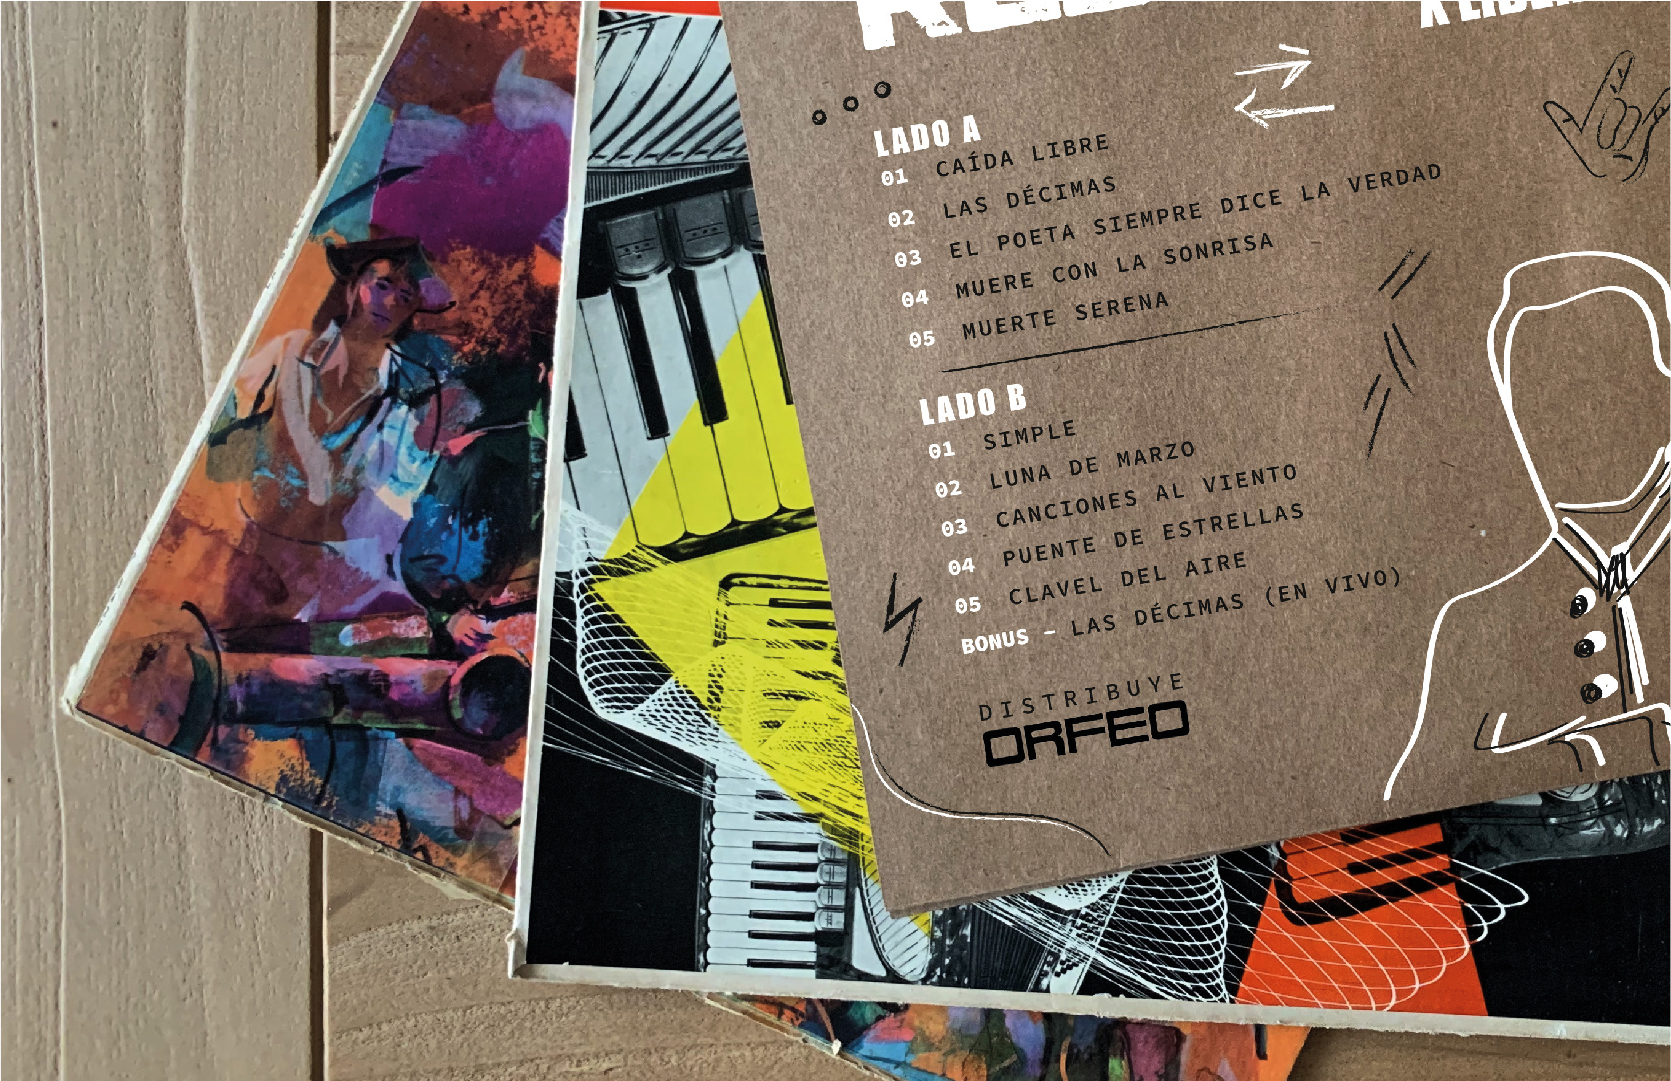 LADO A
01 CAÍDA LIBRE
02 LAS DÉCIMAS
03 EL POETA SIEMPRE DICE LA VERDAD
04 MUERE CON LA SONRISA
05 MUERTE SERENA
LADO B
01 SIMPLE
02 LUNA DE MARZO
03 CANCIONES AL VIENTO
04 PUENTE DE ESTRELLAS
05 CLAVEL DEL AIRE
BONUS – LAS DÉCIMAS (EN VIVO)
DISTRIBUYE
ORFEO